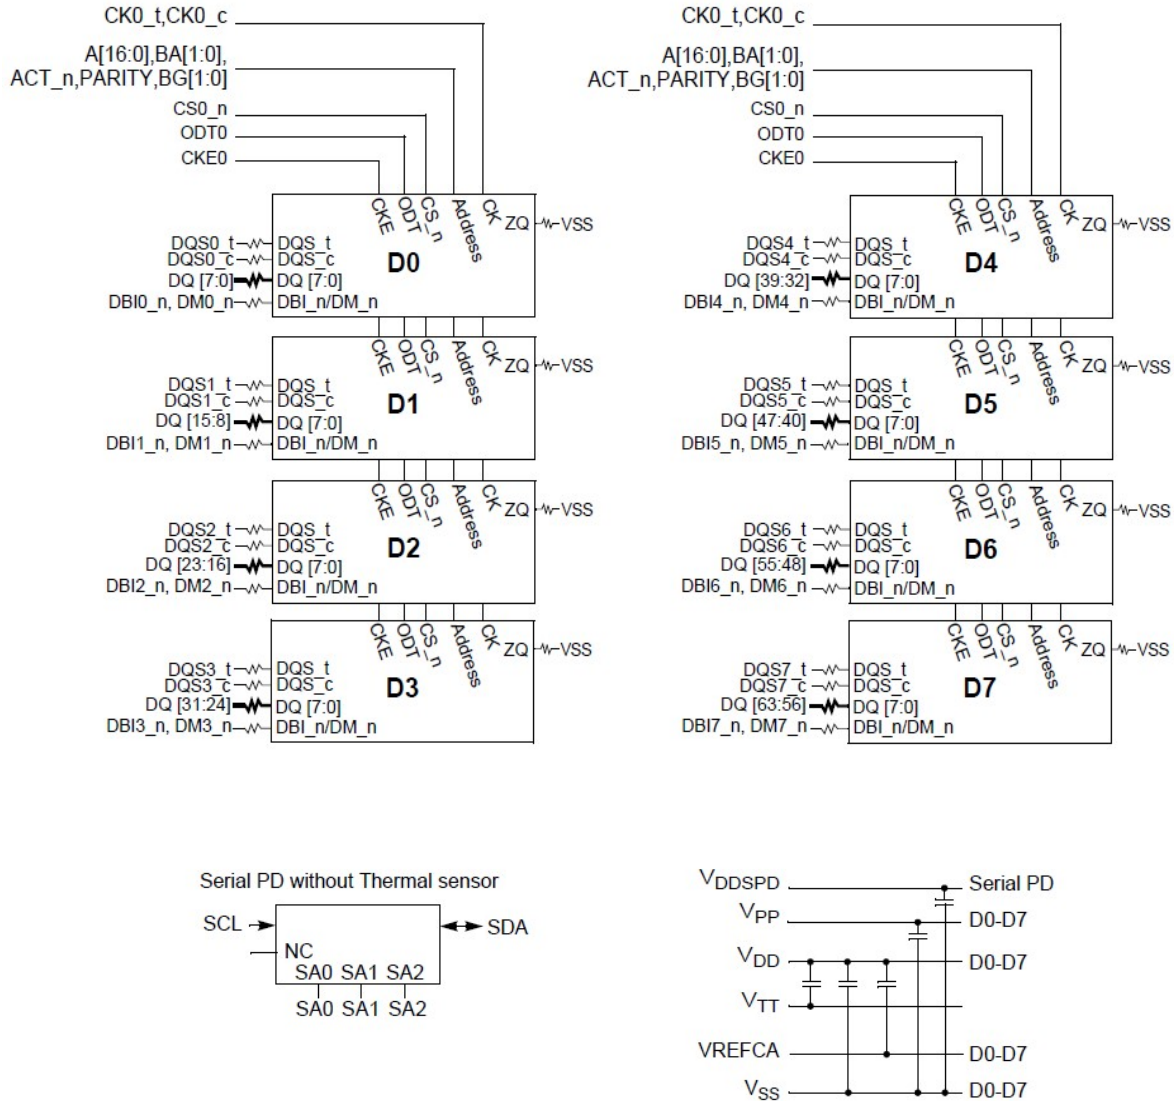 CK0_t,CK0_c
A[16:0],BA[1:0],
ACT_n,PARITY,BG[1:0]
CS0_n
ODT0
CKE0
CKE ODT CS_n Address CK ZQ VSS
DQS0_t DQS_t
DQS0_c DQS_c
D0
DQ [7:0] DQ [7:0]
DBI0_n, DM0_n DBI_n/DM_n
CKE ODT CS_n Address CK ZQ VSS
DQS1_t DQS_t
DQS1_c DQS_c
D1
DQ [15:8] DQ [7:0]
DBI1_n, DM1_n DBI_n/DM_n
CKE ODT CS_n Address CK ZQ VSS
DQS2_t DQS_t
DQS2_c DQS_c
D2
DQ [23:16] DQ [7:0]
DBI2_n, DM2_n DBI_n/DM_n
CKE ODT CS_n Address CK ZQ VSS
DQS3_t DQS_t
DQS3_c DQS_c
D3
DQ [31:24] DQ [7:0]
DBI3_n, DM3_n DBI_n/DM_n
CK0_t,CK0_c
A[16:0],BA[1:0],
ACT_n,PARITY,BG[1:0]
CS0_n
ODT0
CKE0
CKE ODT CS_n Address CK ZQ VSS
DQS4_t DQS_t
DQS4_c DQS_c
D4
DQ [39:32] DQ [7:0]
DBI4_n, DM4_n DBI_n/DM_n
CKE ODT CS_n Address CK ZQ VSS
DQS5_t DQS_t
DQS5_c DQS_c
D5
DQ [47:40] DQ [7:0]
DBI5_n, DM5_n DBI_n/DM_n
CKE ODT CS_n Address CK ZQ VSS
DQS6_t DQS_t
DQS6_c DQS_c
D6
DQ [55:48] DQ [7:0]
DBI6_n, DM6_n DBI_n/DM_n
CKE ODT CS_n Address CK ZQ VSS
DQS7_t DQS_t
DQS7_c DQS_c
D7
DQ [63:56] DQ [7:0]
DBI7_n, DM7_n DBI_n/DM_n
Serial PD without Thermal sensor
SCL SDA
NC
SA0 SA1 SA2
SA0 SA1 SA2
VDDSPD Serial PD
VPP D0-D7
VDD D0-D7
VTT
VREFCA D0-D7
VSS D0-D7